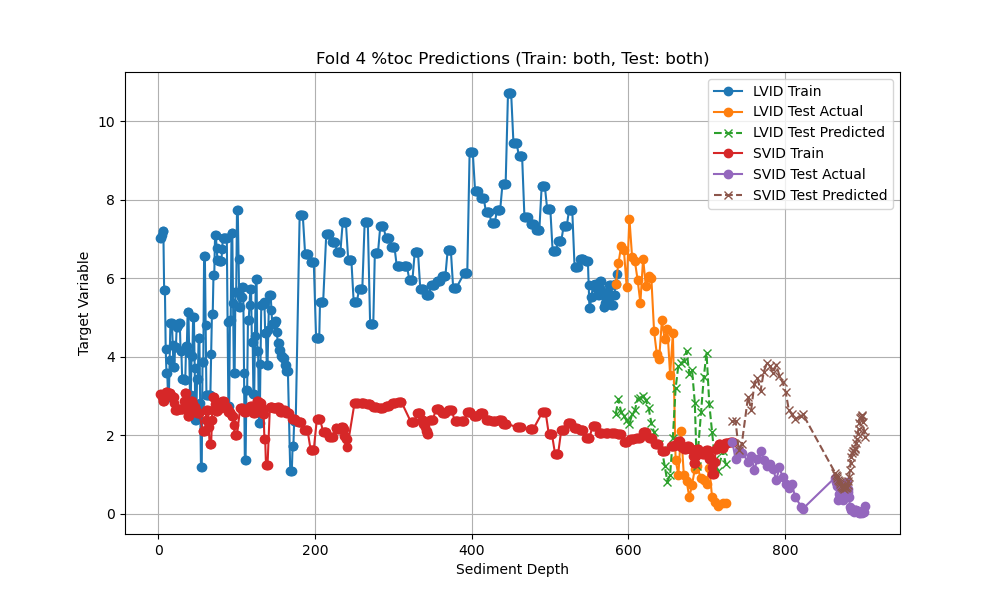 Fold 4 %toc Predictions (Train: both, Test: both)
LVID Train
LVID Test Actual
LVID Test Predicted
SVID Train
SVID Test Actual
SVID Test Predicted
Target Variable
10
8
6
4
2
0
0 200 400 600 800
Sediment Depth